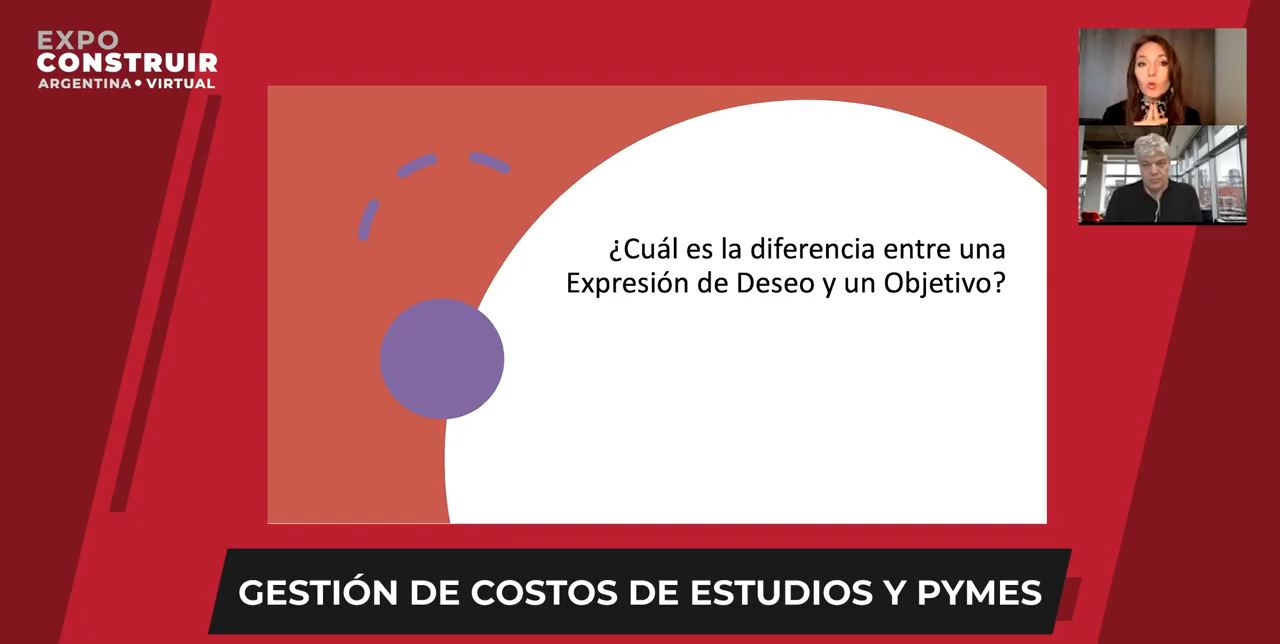 EXPO
CONSTRUIR
ARGENTINA • VIRTUAL
¿Cuál es la diferencia entre una
Expresión de Deseo y un Objetivo?
GESTIÓN DE COSTOS DE ESTUDIOS Y PYMES